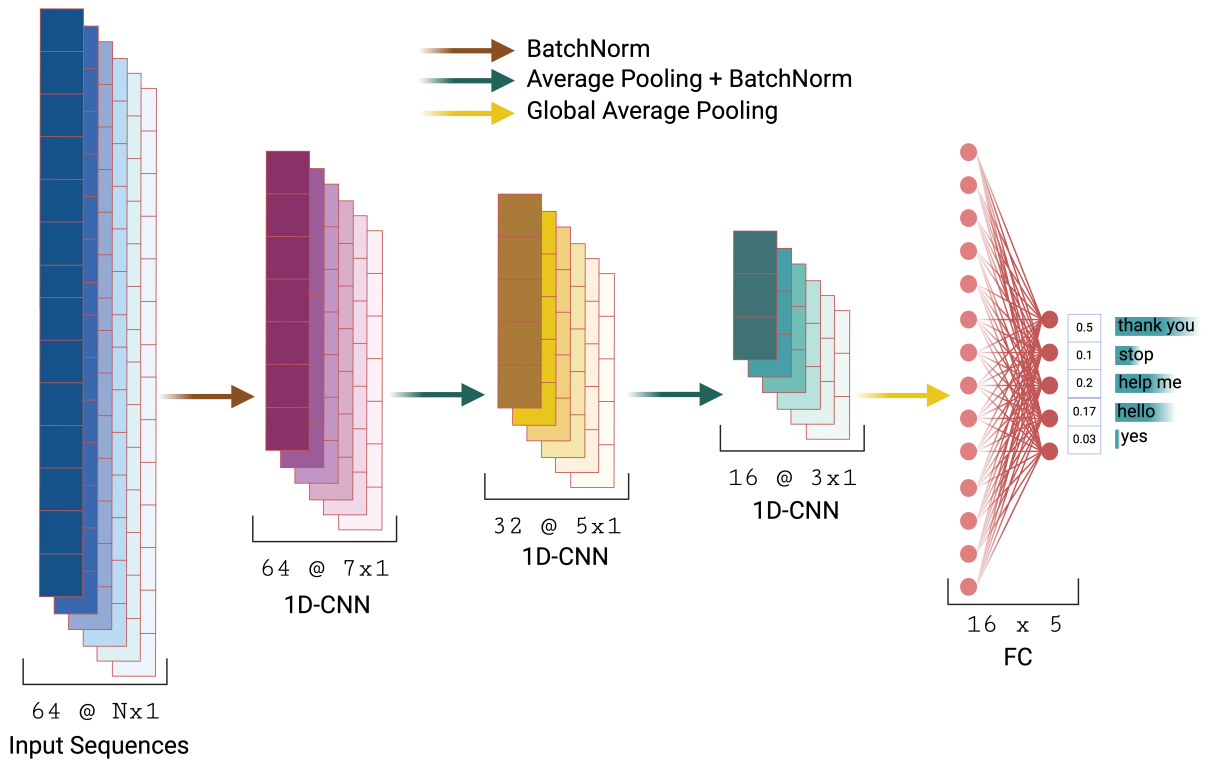 BatchNorm
Average Pooling + BatchNorm
Global Average Pooling
64 @ Nx1
Input Sequences
64 @ 7x1
1D-CNN
32 @ 5x1
1D-CNN
16 @ 3x1
1D-CNN
16 x 5
FC
0.5 thank you
0.1 stop
0.2 help me
0.17 hello
0.03 yes